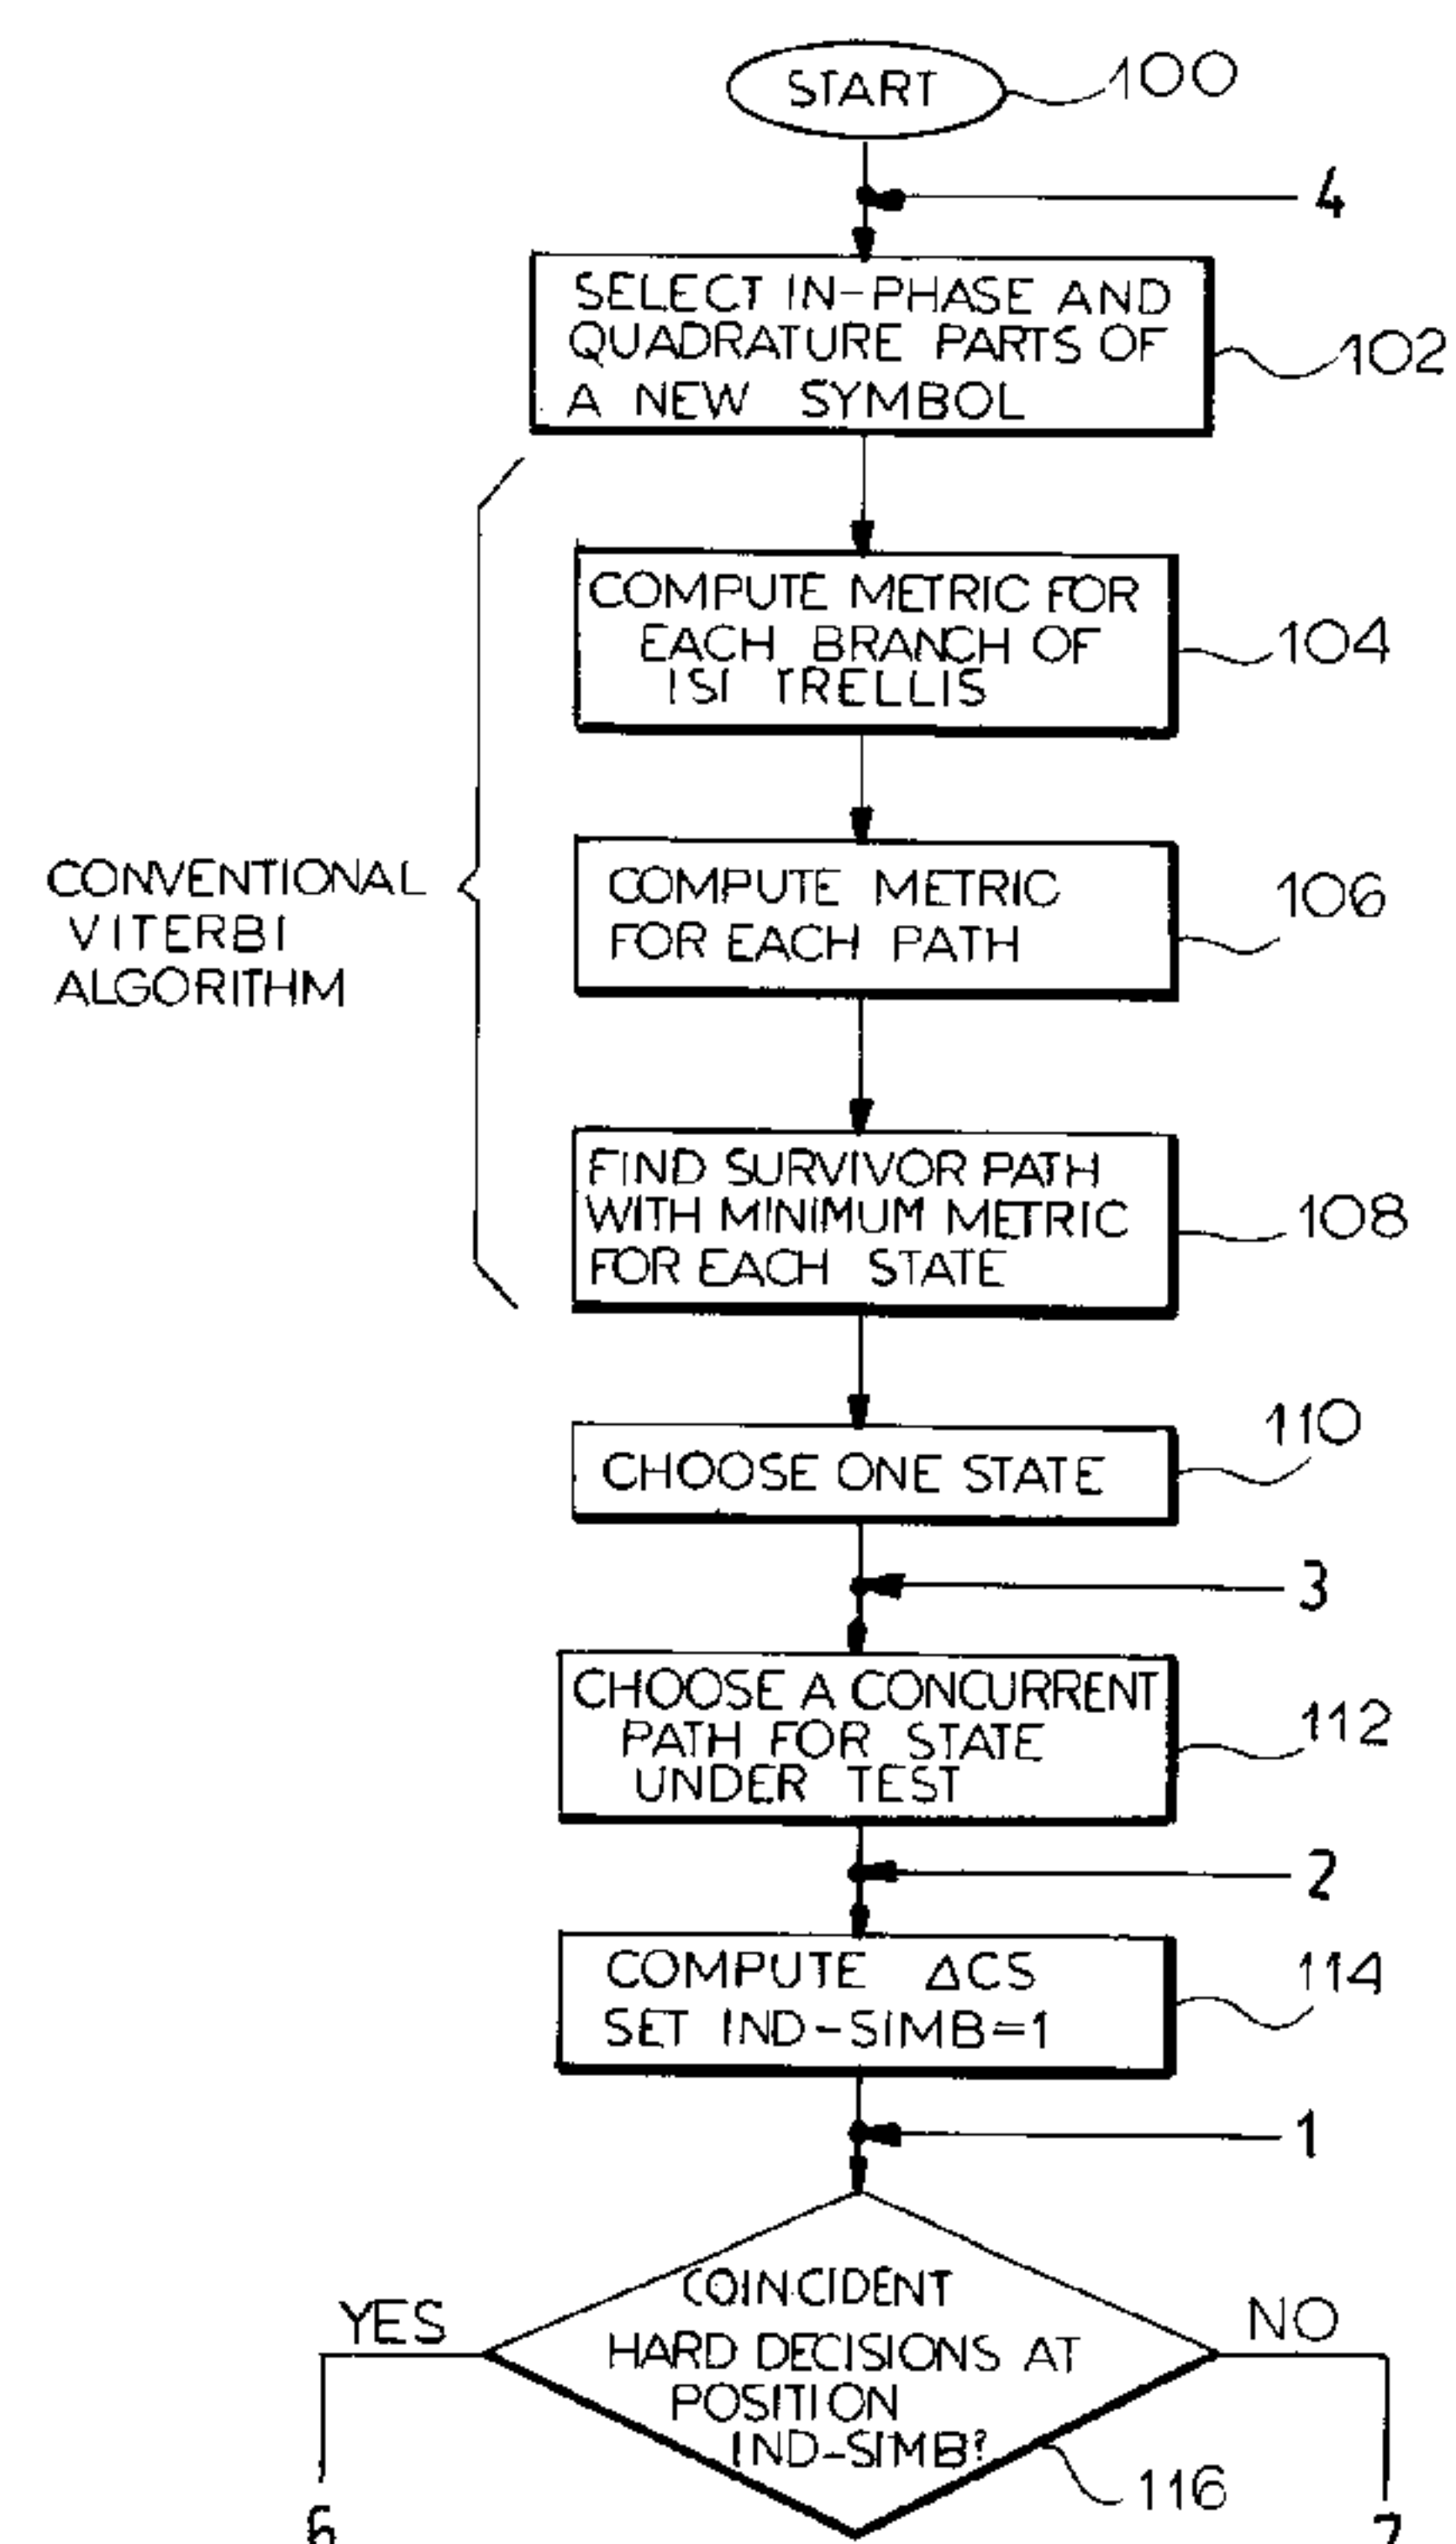 START
100
4
SELECT IN-PHASE AND
QUADRATURE PARTS OF
A NEW SYMBOL
102
COMPUTE METRIC FOR
EACH BRANCH OF
ISI TRELLIS
104
CONVENTIONAL
VITERBI
ALGORITHM
COMPUTE METRIC
FOR EACH PATH
106
FIND SURVIVOR PATH
WITH MINIMUM METRIC
FOR EACH STATE
108
CHOOSE ONE STATE
110
3
CHOOSE A CONCURRENT
PATH FOR STATE
UNDER TEST
112
2
COMPUTE ΔCS
SET IND-SIMB=1
114
1
COINCIDENT
HARD DECISIONS AT
POSITION
IND-SIMB?
YES
NO
116
6